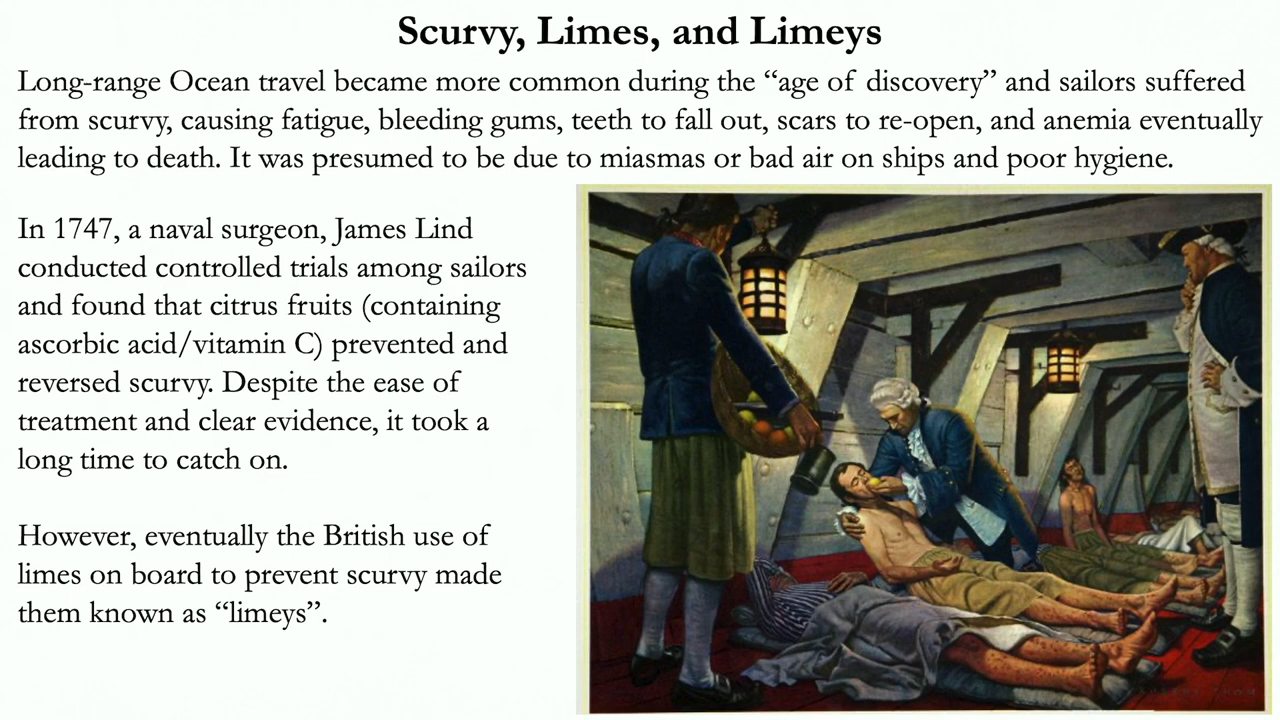 Scurvy, Limes, and Limeys
Long-range Ocean travel became more common during the “age of discovery” and sailors suffered
from scurvy, causing fatigue, bleeding gums, teeth to fall out, scars to re-open, and anemia eventually
leading to death. It was presumed to be due to miasmas or bad air on ships and poor hygiene.
In 1747, a naval surgeon, James Lind
conducted controlled trials among sailors
and found that citrus fruits (containing
ascorbic acid/vitamin C) prevented and
reversed scurvy. Despite the ease of
treatment and clear evidence, it took a
long time to catch on.
However, eventually the British use of
limes on board to prevent scurvy made
them known as “limeys”.